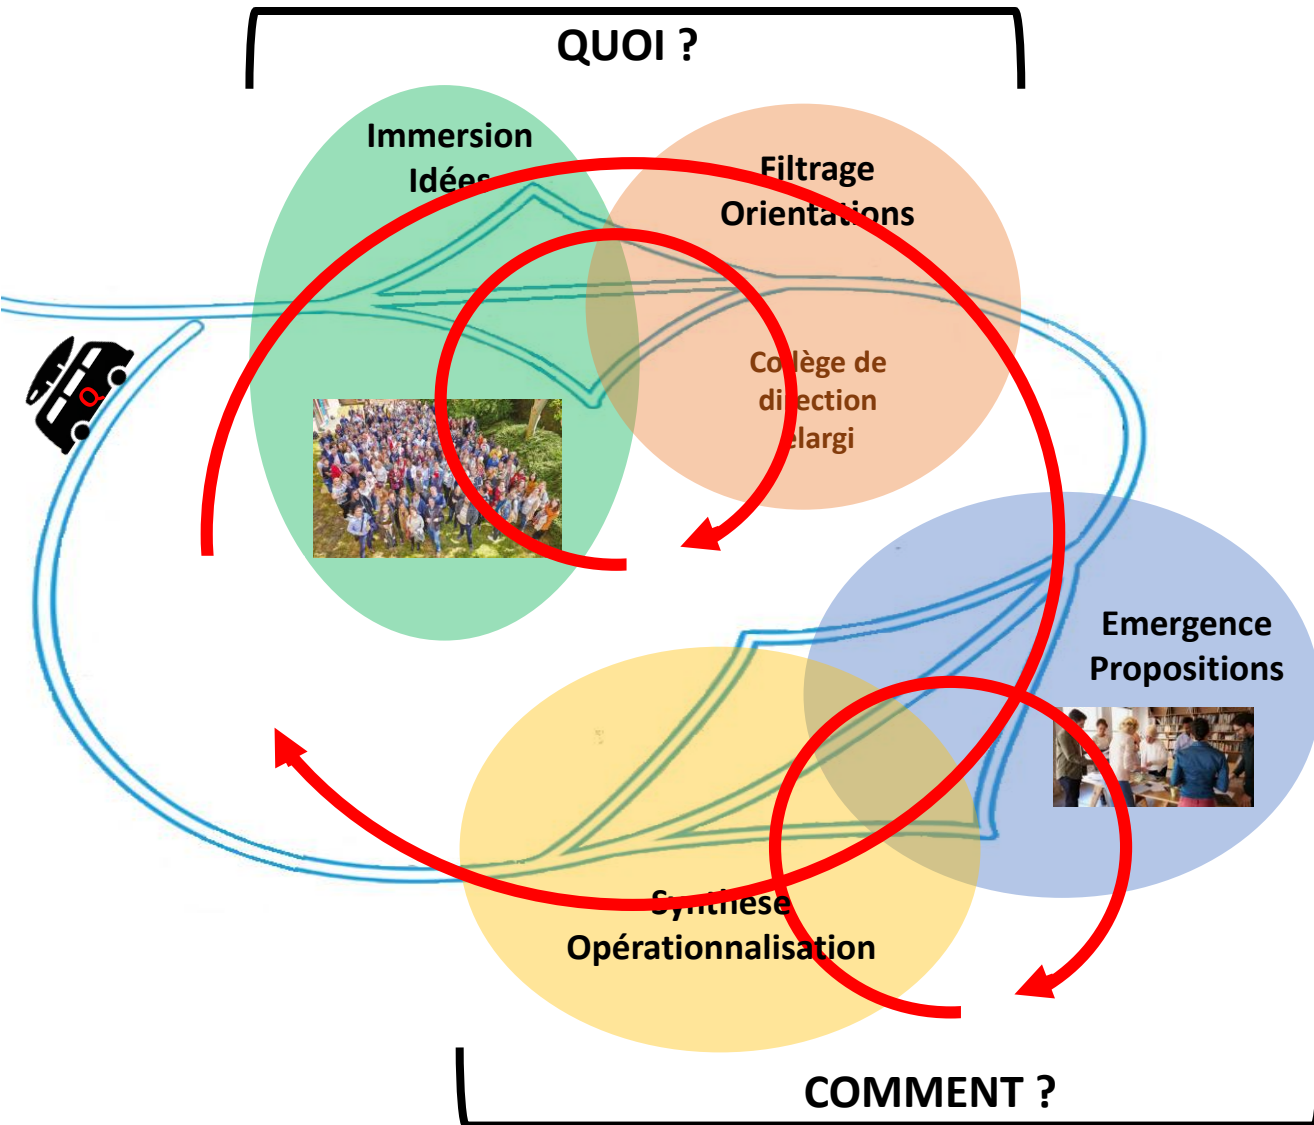 QUOI ?
Immersion
Idées
Filtrage
Orientations
Collège de
direction
élargi
Q
Emergence
Propositions
Synthèse
Opérationnalisation
COMMENT ?